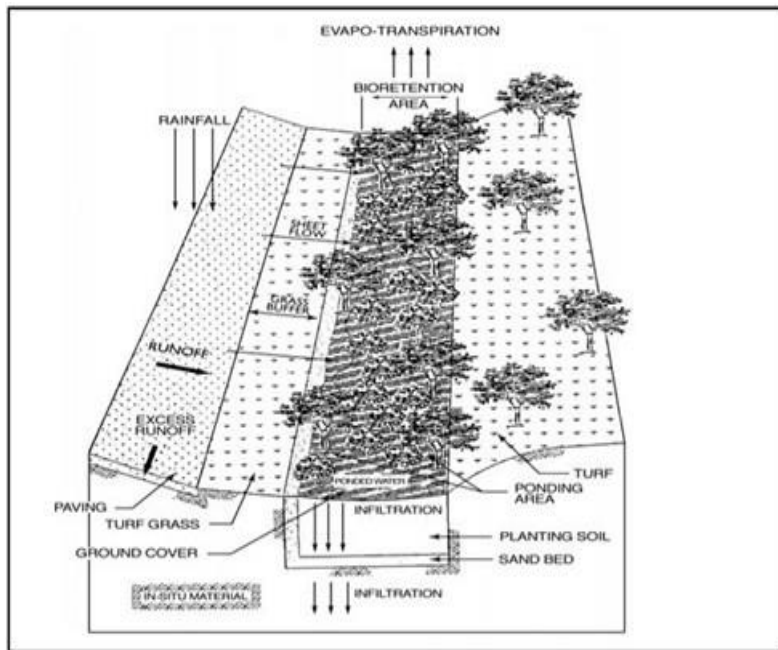 EVAPO-TRANSPIRATION
BIORETENTION
AREA
RAINFALL
SHEET
FLOW
GRASS
BUFFER
RUNOFF
EXCESS
RUNOFF
PONDED WATER
TURF
PAVING
PONDING
AREA
TURF GRASS
INFILTRATION
PLANTING SOIL
GROUND COVER
SAND BED
IN-SITU MATERIAL
INFILTRATION